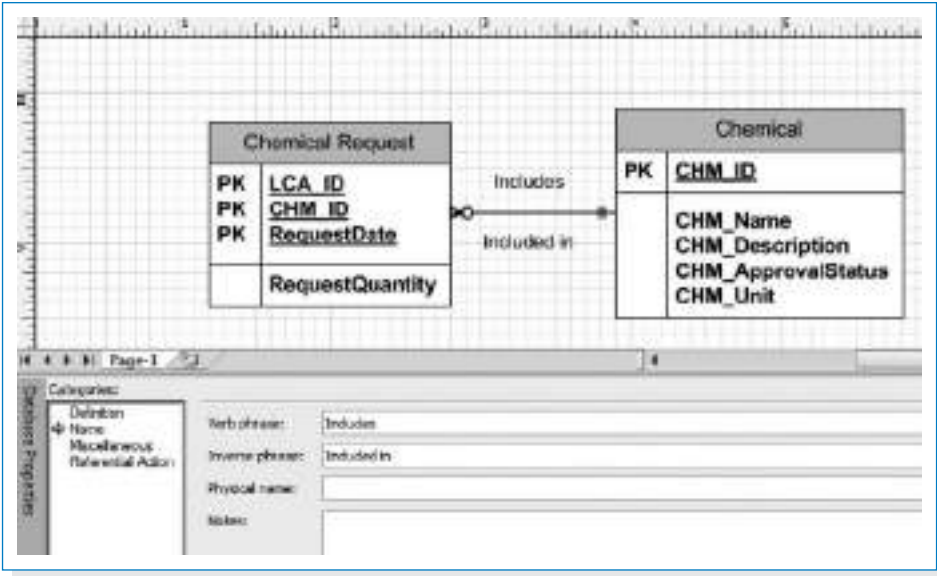 Chemical Request
PK LCA_ID
PK CHM_ID
PK RequestDate
RequestQuantity
Includes
Included in
Chemical
PK CHM_ID
CHM_Name
CHM_Description
CHM_ApprovalStatus
CHM_Unit
Page-1
Database Properties
Categories:
Definition
Name
Miscellaneous
Referential Action
Verb phrase: Includes
Inverse phrase: Included in
Physical name:
Notes: